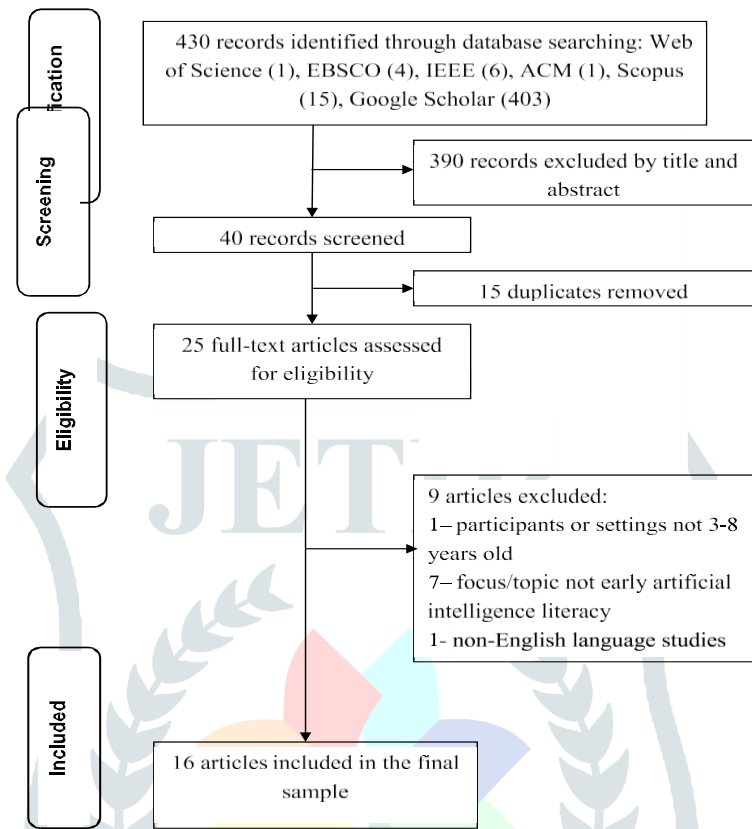 fication
430 records identified through database searching: Web
of Science (1), EBSCO (4), IEEE (6), ACM (1), Scopus
(15), Google Scholar (403)
Screening
390 records excluded by title and
abstract
40 records screened
15 duplicates removed
Eligibility
25 full-text articles assessed
for eligibility
JET
9 articles excluded:
1– participants or settings not 3-8
years old
7– focus/topic not early artificial
intelligence literacy
1- non-English language studies
Included
16 articles included in the final
sample